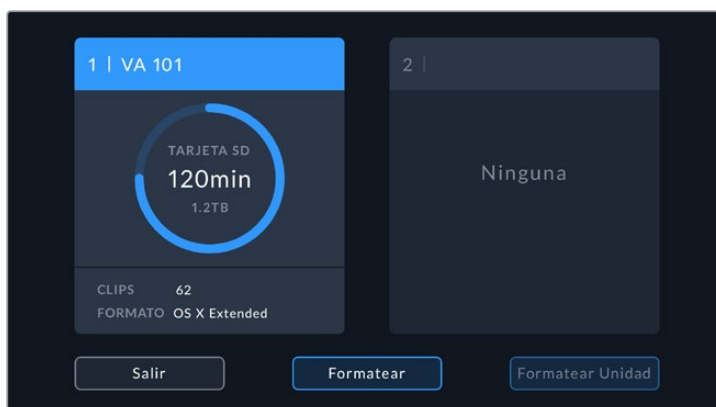 1 | VA 101
TARJETA SD
120min
1.2TB
CLIPS 62
FORMATO OS X Extended
2 |
Ninguna
Salir
Formatear
Formatear Unidad